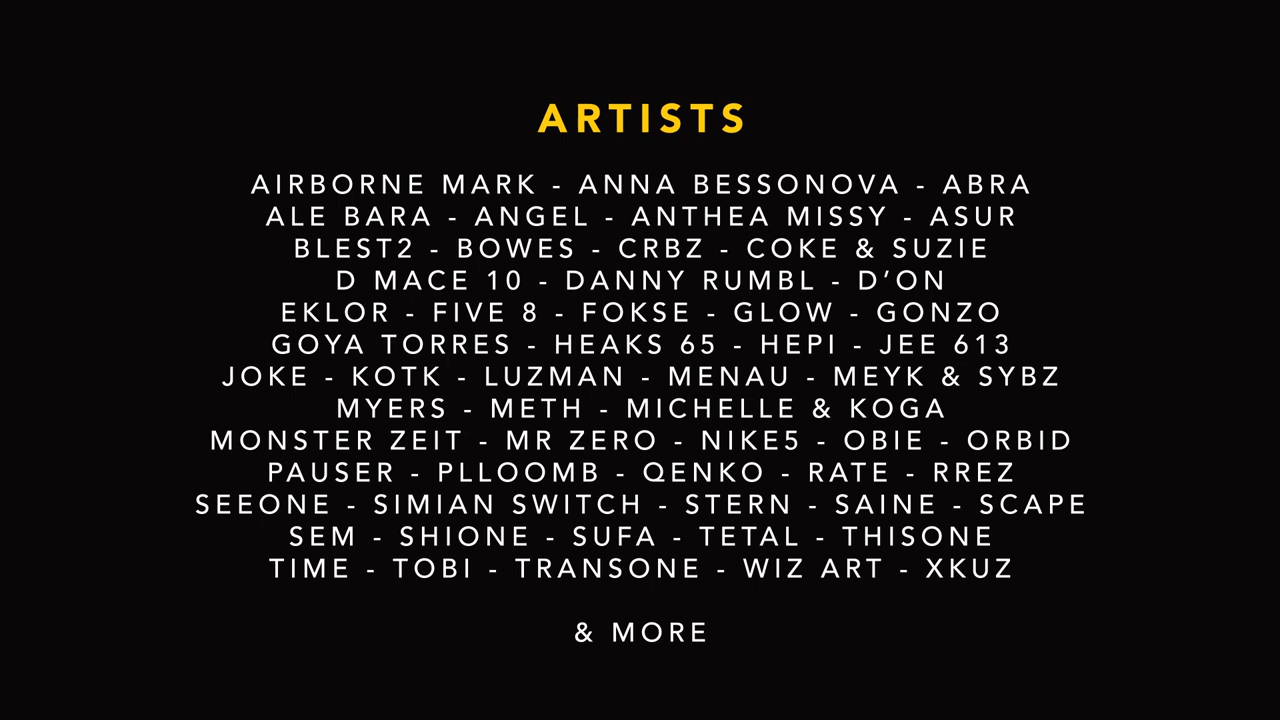 ARTISTS
AIRBORNE MARK - ANNA BESSONOVA - ABRA
ALE BARA - ANGEL - ANTHEA MISSY - ASUR
BLEST2 - BOWES - CRBZ - COKE & SUZIE
D MACE 10 - DANNY RUMBL - D’ON
EKLOR - FIVE 8 - FOKSE - GLOW - GONZO
GOYA TORRES - HEAKS 65 - HEPI - JEE 613
JOKE - KOTK - LUZMAN - MENAU - MEYK & SYBZ
MYERS - METH - MICHELLE & KOGA
MONSTER ZEIT - MR ZERO - NIKE5 - OBIE - ORBID
PAUSER - PLLOOMB - QENKO - RATE - RREZ
SEEONE - SIMIAN SWITCH - STERN - SAINE - SCAPE
SEM - SHIONE - SUFA - TETAL - THISONE
TIME - TOBI - TRANSONE - WIZ ART - XKUZ
& MORE